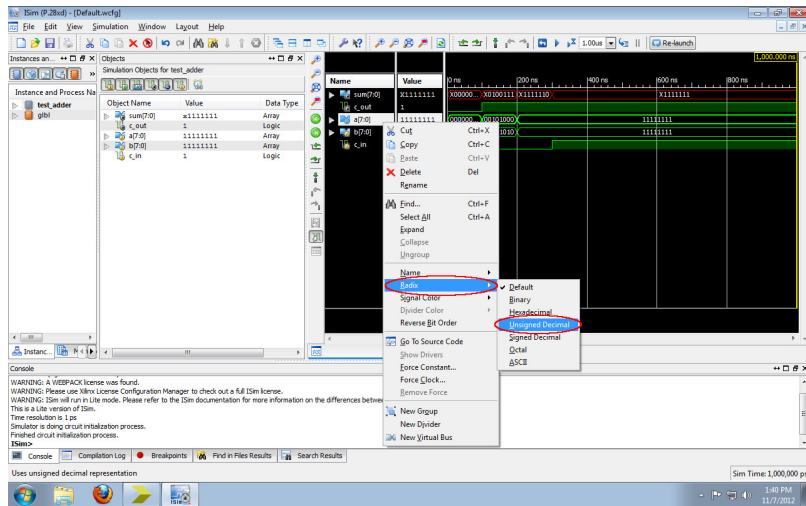 ISim (P.28xd) - [Default.wcfg]
File Edit View Simulation Window Layout Help
1.00us
Re-launch
Instances an...
Objects
Simulation Objects for test_adder
Instance and Process Na
test_adder
glbl
Object Name Value Data Type
sum[7:0] x1111111 Array
c_out 1 Logic
a[7:0] 11111111 Array
b[7:0] 11111111 Array
c_in 1 Logic
1,000.000 ns
Name Value
0 ns 200 ns 400 ns 600 ns 800 ns
sum[7:0] X1111111 X00000... X0100111 X1111110 X1111111
c_out 1
a[7:0] 11111111 000000... 00101000 11111111
b[7:0] 1010 11111111
c_in
Cut Ctrl+X
Copy Ctrl+C
Paste Ctrl+V
Delete Del
Rename
Find... Ctrl+F
Select All Ctrl+A
Expand
Collapse
Ungroup
Name
Radix
Signal Color
Divider Color
Reverse Bit Order
Go To Source Code
Show Drivers
Force Constant...
Force Clock...
Remove Force
New Group
New Divider
New Virtual Bus
Default
Binary
Hexadecimal
Unsigned Decimal
Signed Decimal
Octal
ASCII
Instanc...
Console
WARNING: A WEBPACK license was found.
WARNING: Please use Xilinx License Configuration Manager to check out a full ISim license.
WARNING: ISim will run in Lite mode. Please refer to the ISim documentation for more information on the differences betwe
This is a Lite version of ISim.
Time resolution is 1 ps
Simulator is doing circuit initialization process.
Finished circuit initialization process.
ISim>
Console Compilation Log Breakpoints Find in Files Results Search Results
Uses unsigned decimal representation
Sim Time: 1,000,000 ps
1:40 PM
11/7/2012